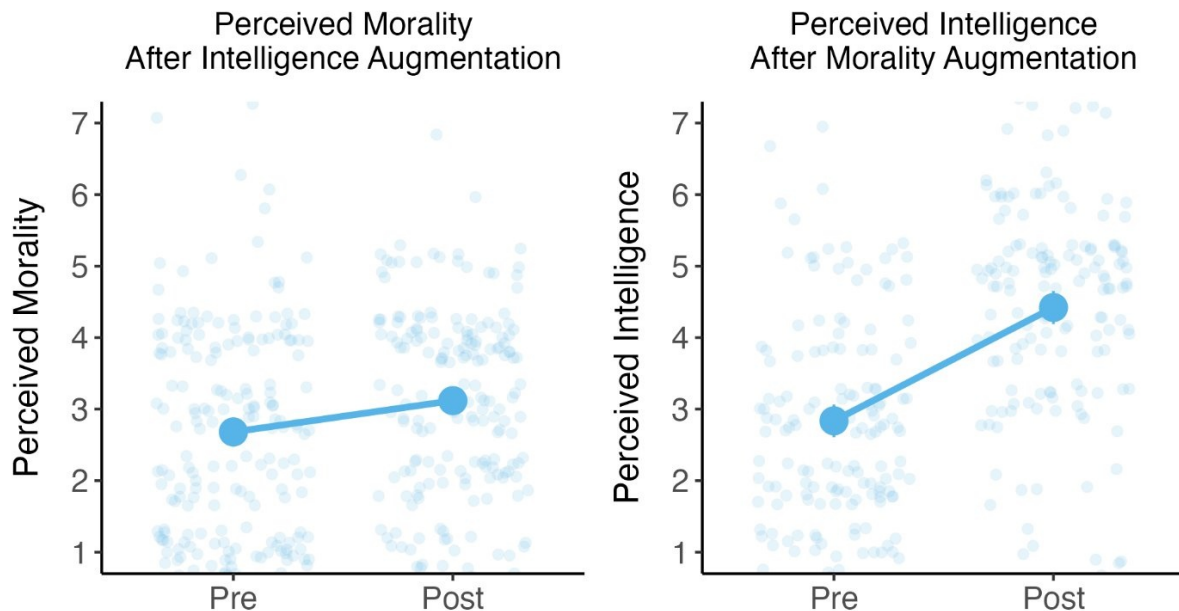 Perceived Morality
After Intelligence Augmentation
Perceived Morality
7
6
5
4
3
2
1
Pre Post
Perceived Intelligence
After Morality Augmentation
Perceived Intelligence
7
6
5
4
3
2
1
Pre Post